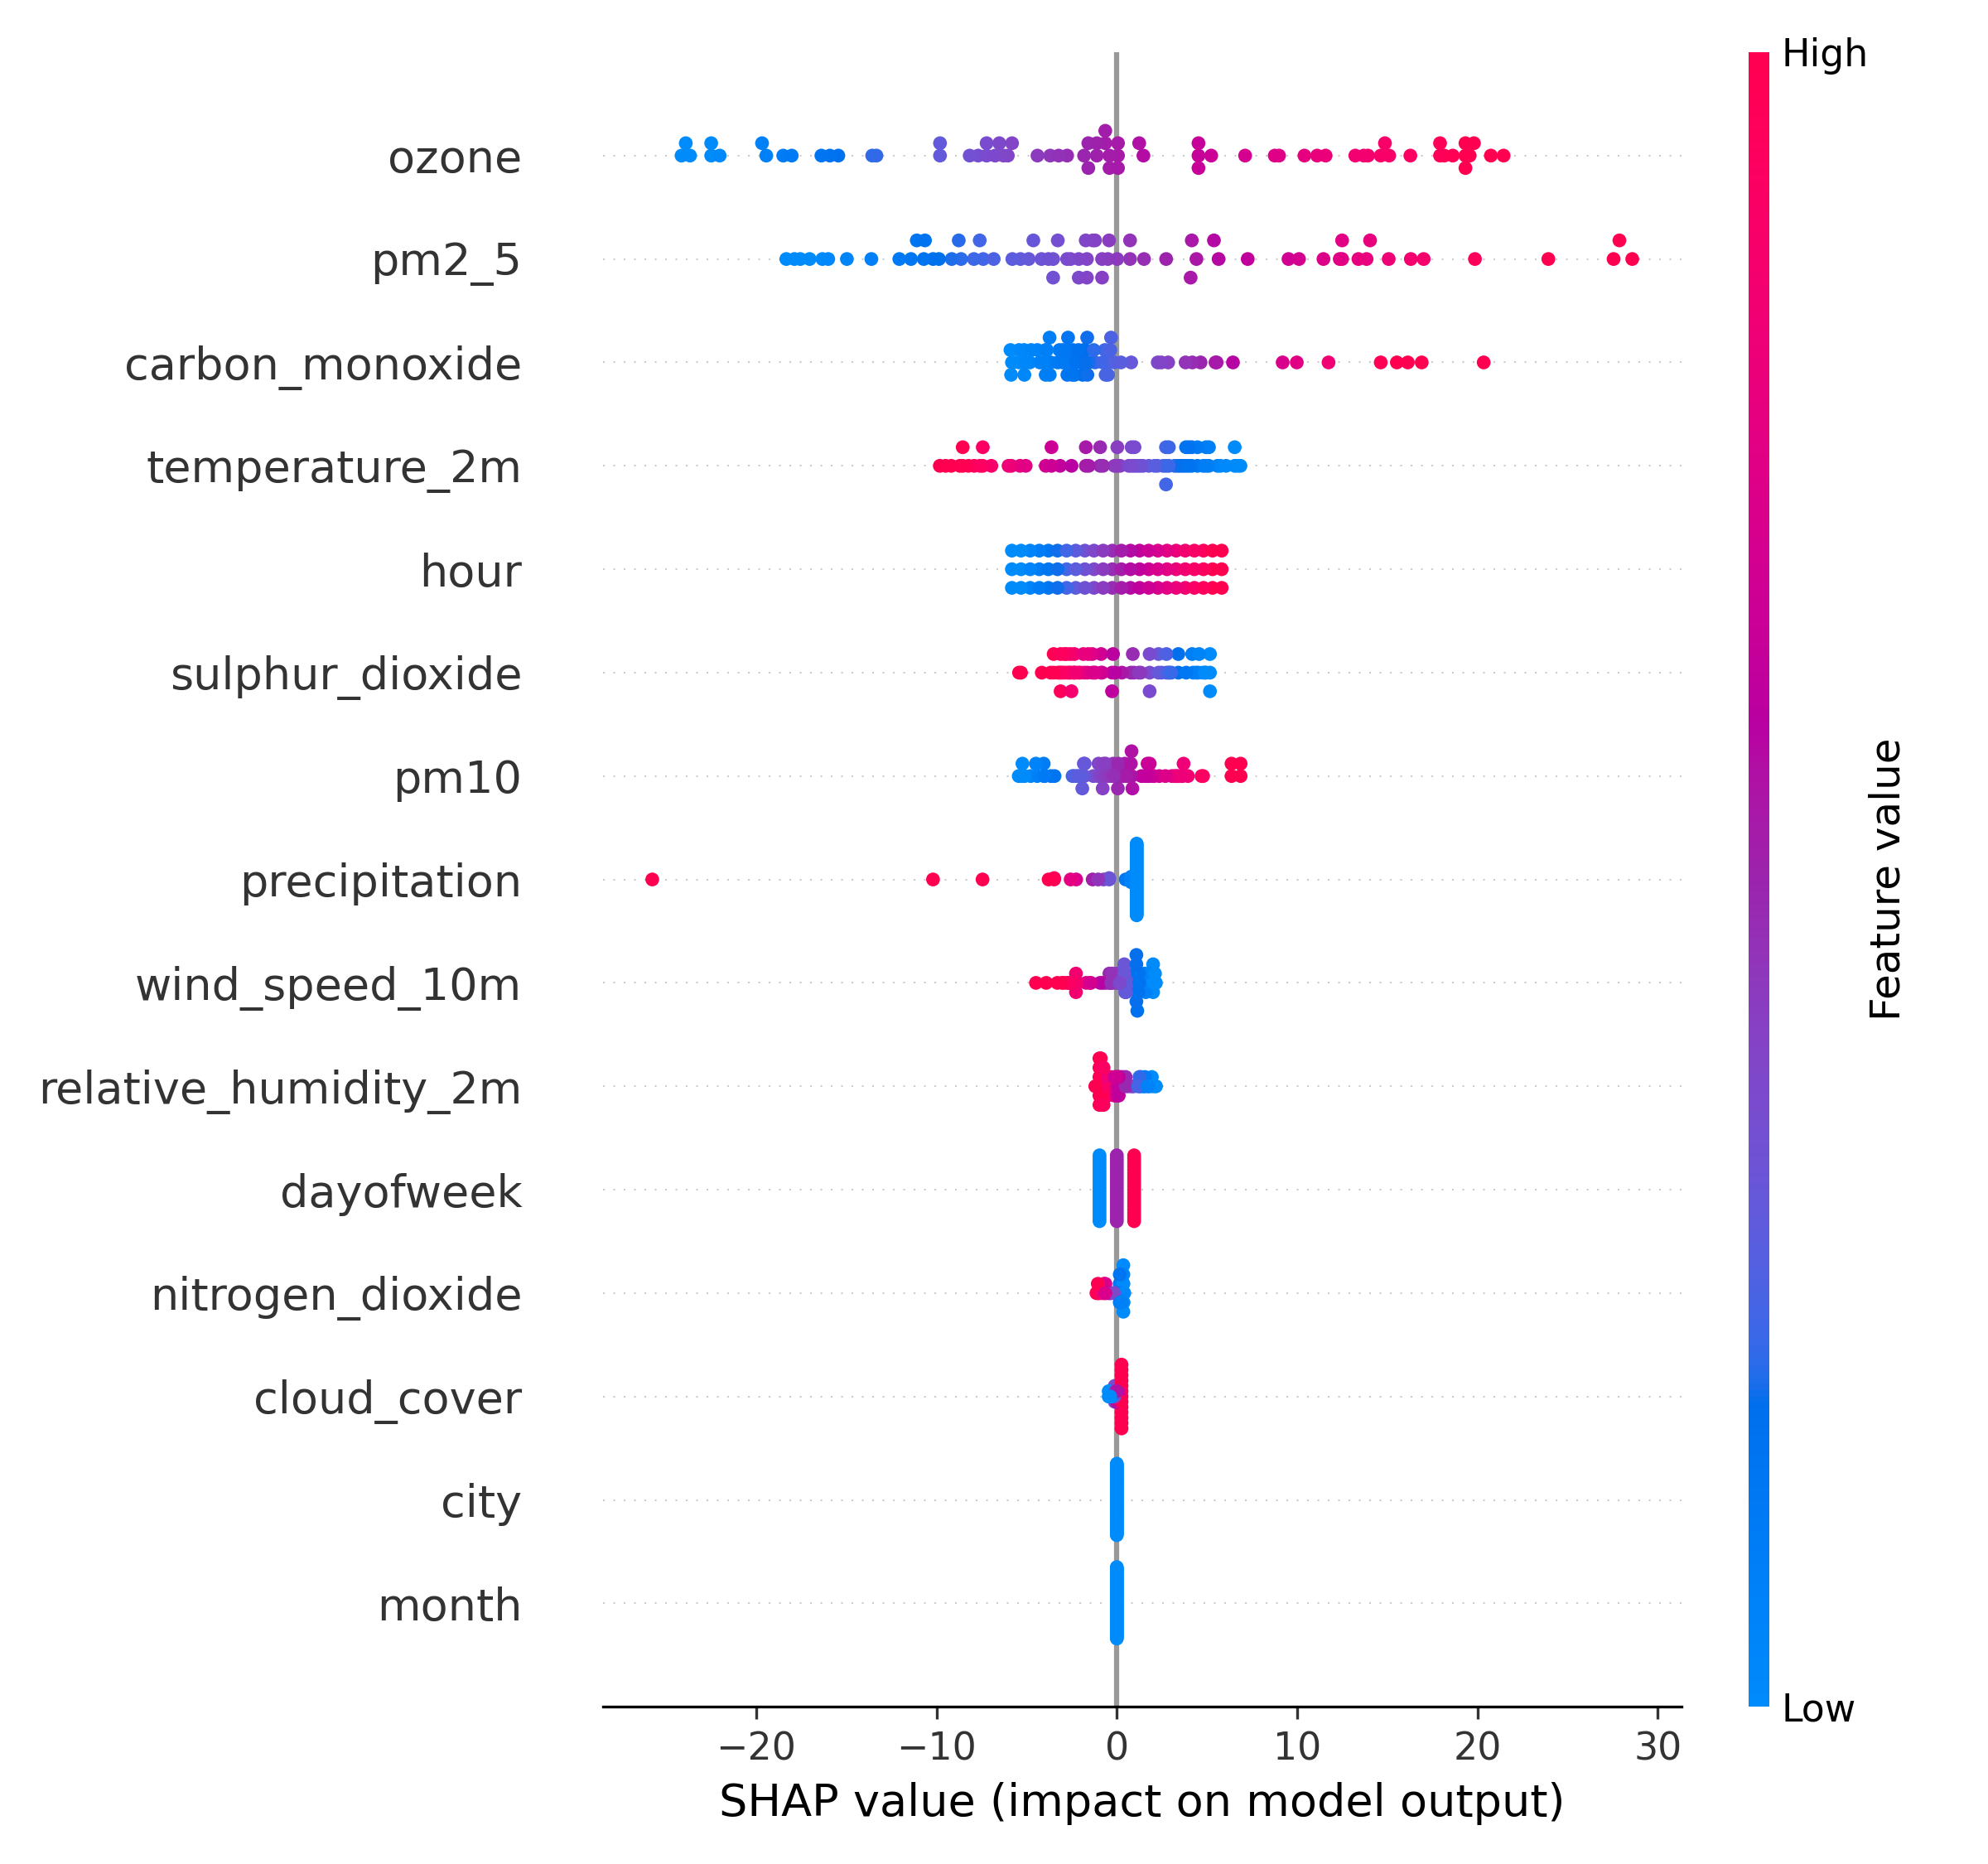 High
ozone
pm2_5
carbon_monoxide
temperature_2m
hour
sulphur_dioxide
pm10
precipitation
wind_speed_10m
relative_humidity_2m
dayofweek
nitrogen_dioxide
cloud_cover
city
month
Feature value
Low
−20 −10 0 10 20 30
SHAP value (impact on model output)